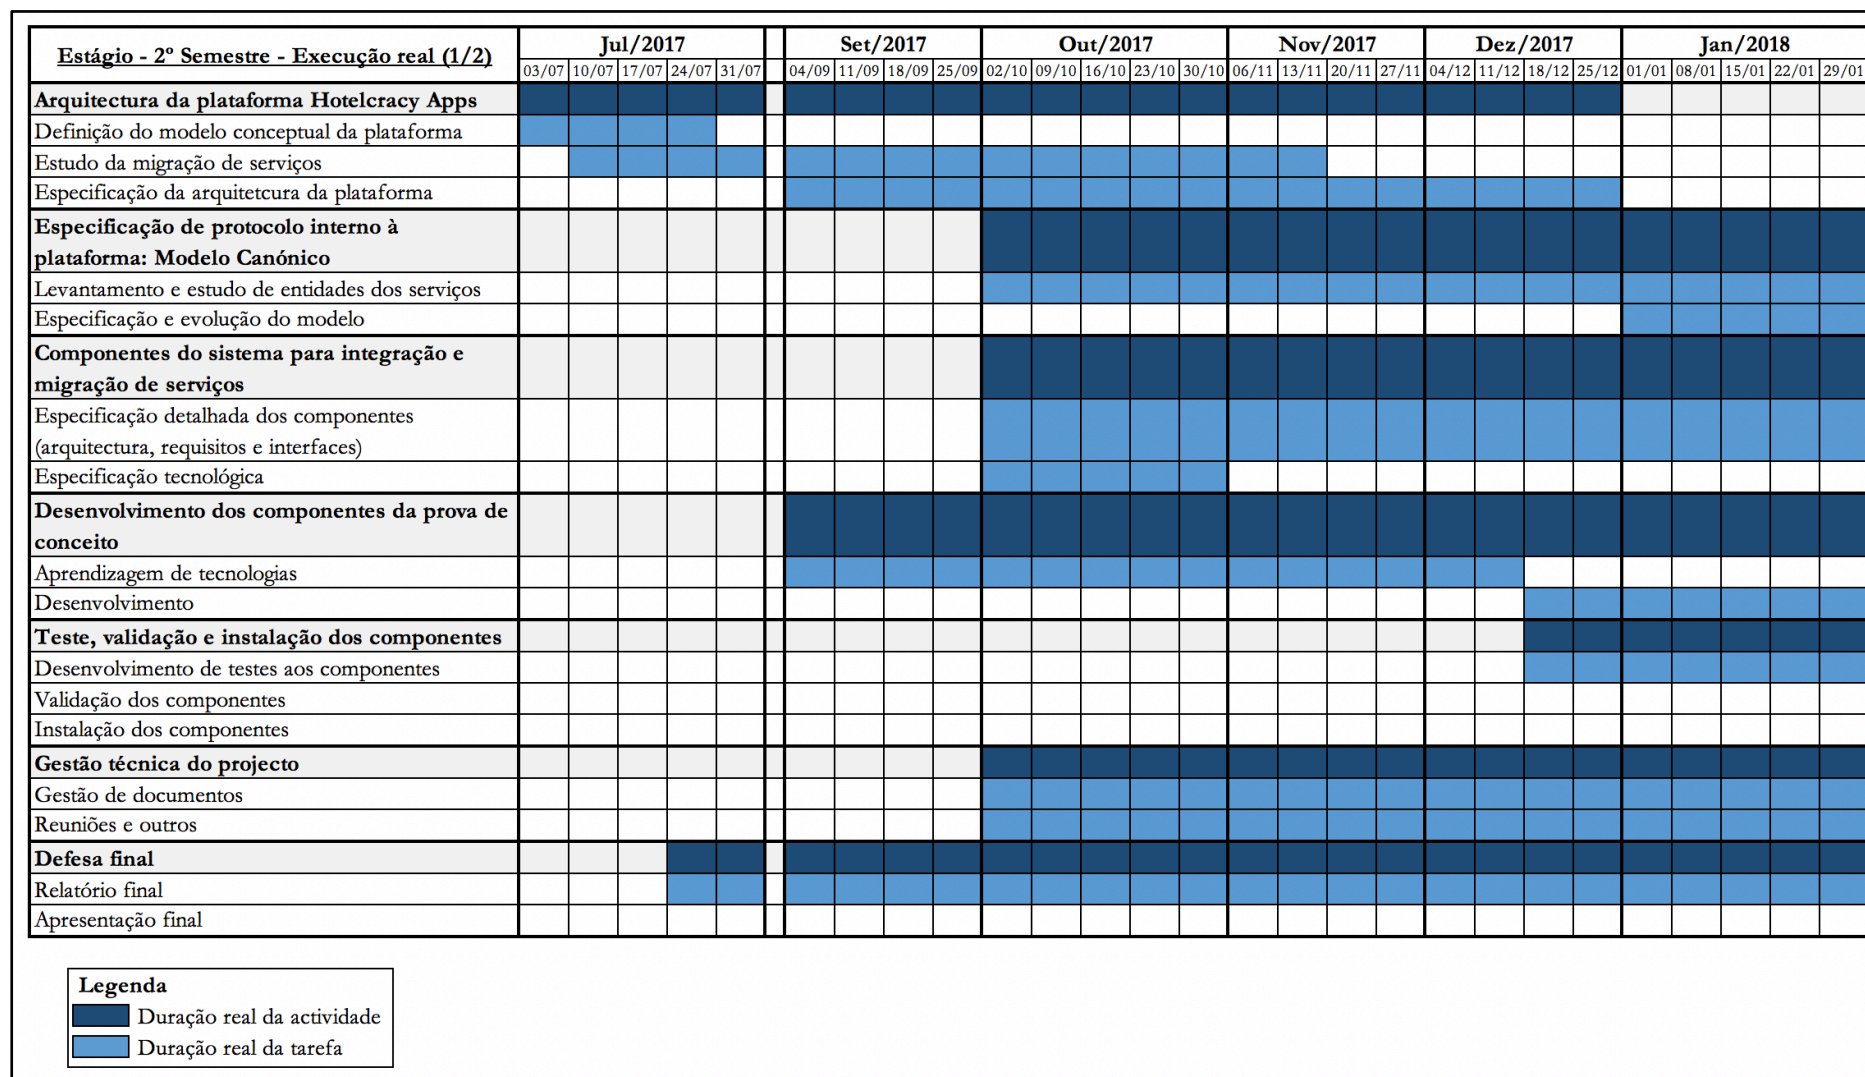 Estágio - 2º Semestre - Execução real (1/2)
Jul/2017 Set/2017 Out/2017 Nov/2017 Dez/2017 Jan/2018
03/07 10/07 17/07 24/07 31/07 04/09 11/09 18/09 25/09 02/10 09/10 16/10 23/10 30/10 06/11 13/11 20/11 27/11 04/12 11/12 18/12 25/12 01/01 08/01 15/01 22/01 29/01
Arquitectura da plataforma Hotelcracy Apps
Definição do modelo conceptual da plataforma
Estudo da migração de serviços
Especificação da arquitetcura da plataforma
Especificação de protocolo interno à
plataforma: Modelo Canónico
Levantamento e estudo de entidades dos serviços
Especificação e evolução do modelo
Componentes do sistema para integração e
migração de serviços
Especificação detalhada dos componentes
(arquitectura, requisitos e interfaces)
Especificação tecnológica
Desenvolvimento dos componentes da prova de
conceito
Aprendizagem de tecnologias
Desenvolvimento
Teste, validação e instalação dos componentes
Desenvolvimento de testes aos componentes
Validação dos componentes
Instalação dos componentes
Gestão técnica do projecto
Gestão de documentos
Reuniões e outros
Defesa final
Relatório final
Apresentação final
Legenda
Duração real da actividade
Duração real da tarefa